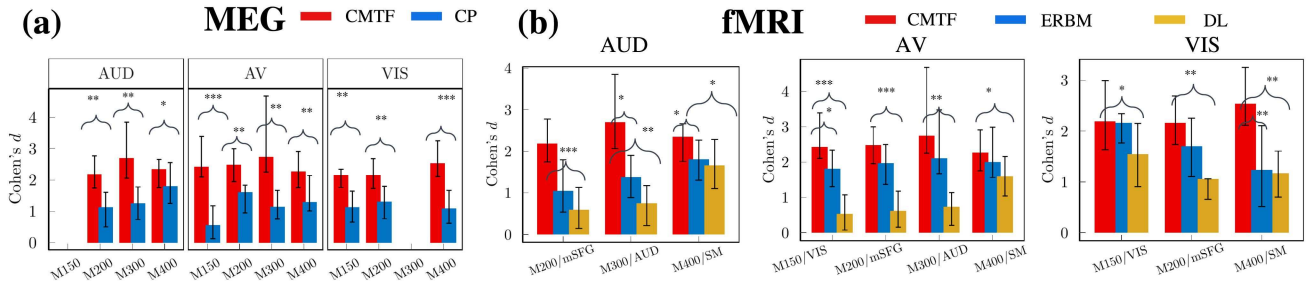 (a) MEG CMTF CP
AUD AV VIS
Cohen's d
4
3
2
1
0
** ** * *** ** ** ** ** ** ***
M150 M200 M300 M400 M150 M200 M300 M400 M150 M200 M300 M400
(b) fMRI CMTF ERBM DL
AUD
Cohen's d
4
3
2
1
0
*** * ** * *
M200/mSFG M300/AUD M400/SM
AV
Cohen's d
4
3
2
1
0
*** * *** ** *
M150/VIS M200/mSFG M300/AUD M400/SM
VIS
Cohen's d
3
2
1
0
* ** ** **
M150/VIS M200/mSFG M400/SM